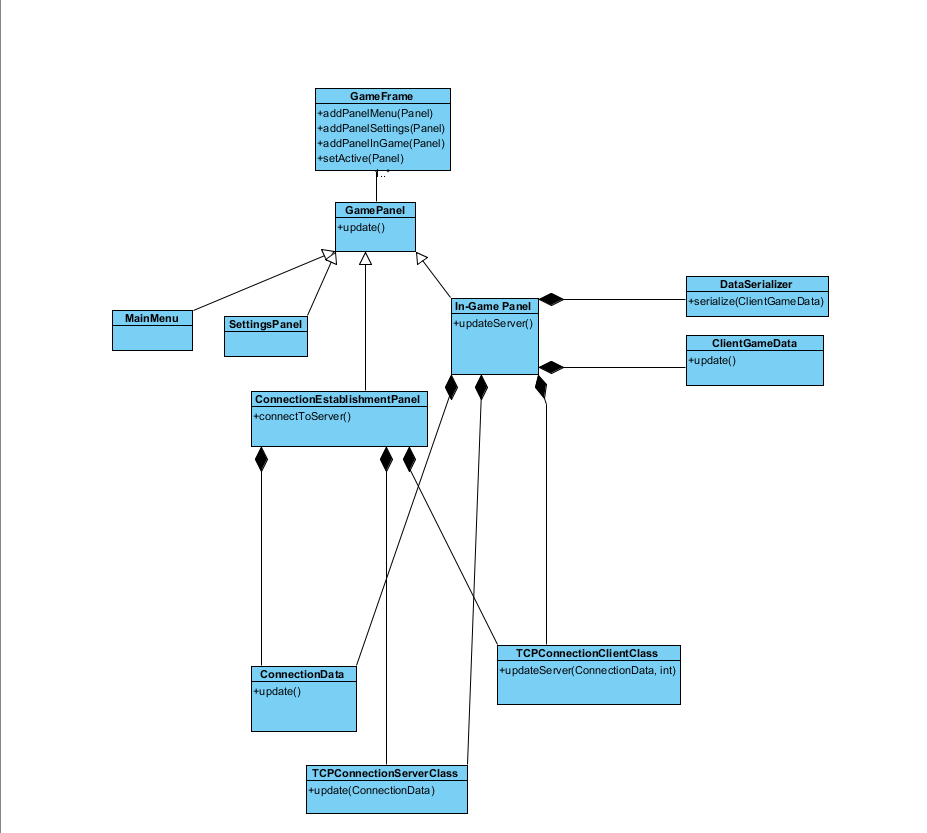 GameFrame
+addPanelMenu(Panel)
+addPanelSettings(Panel)
+addPanelInGame(Panel)
+setActive(Panel)
GamePanel
+update()
MainMenu
SettingsPanel
In-Game Panel
+updateServer()
DataSerializer
+serialize(ClientGameData)
ClientGameData
+update()
ConnectionEstablishmentPanel
+connectToServer()
TCPConnectionClientClass
+updateServer(ConnectionData, int)
ConnectionData
+update()
TCPConnectionServerClass
+update(ConnectionData)